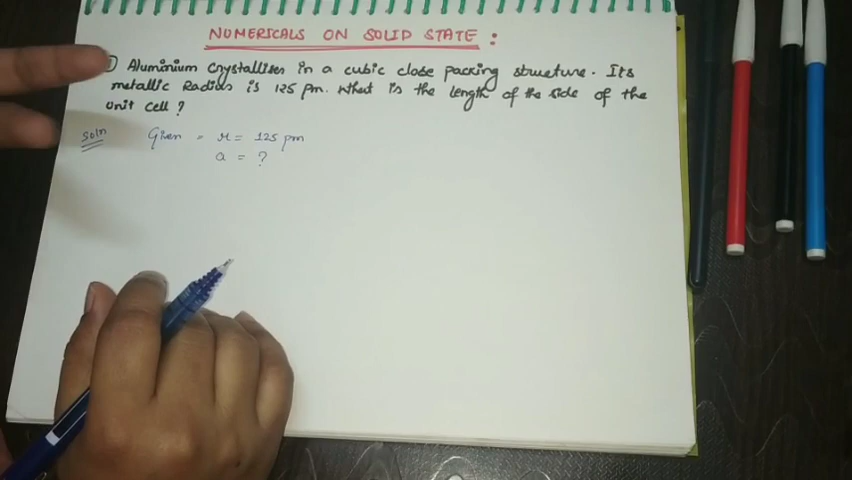 NUMERICALS ON SOLID STATE :
Aluminium Crystallises in a cubic close packing structure. Its
metallic Radius is 125 pm. What is the length of the side of the
unit cell ?
Soln Given = r = 125 pm
a = ?